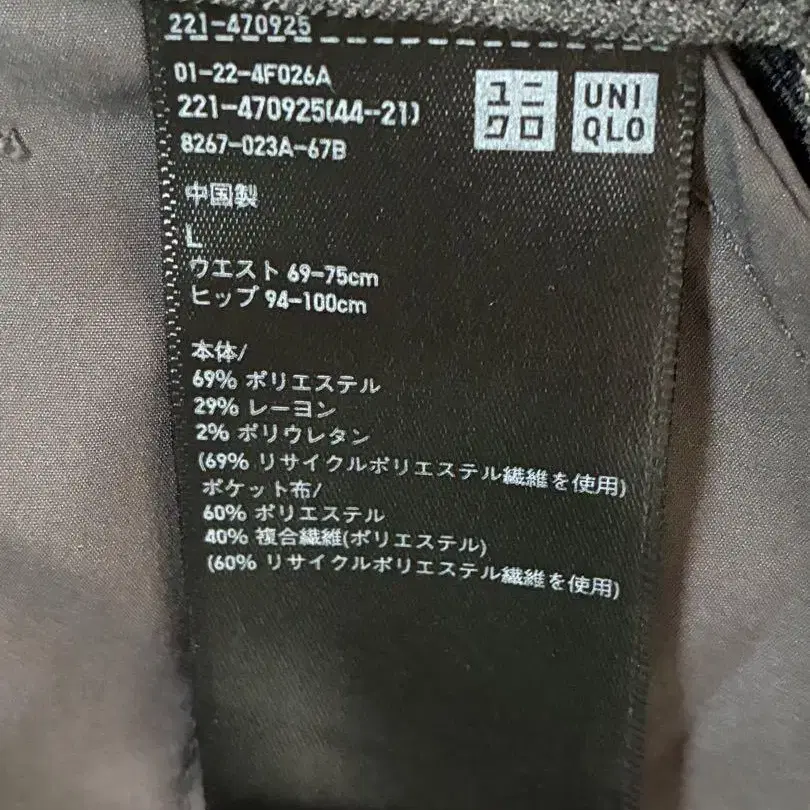 221-470925
01-22-4F026A
221-470925(44-21)
8267-023A-67B
ユニ
クロ
UNI
QLO
中国製
L
ウエスト 69-75cm
ヒップ 94-100cm
本体/
69% ポリエステル
29% レーヨン
2% ポリウレタン
(69% リサイクルポリエステル繊維を使用)
ポケット布/
60% ポリエステル
40% 複合繊維(ポリエステル)
(60% リサイクルポリエステル繊維を使用)